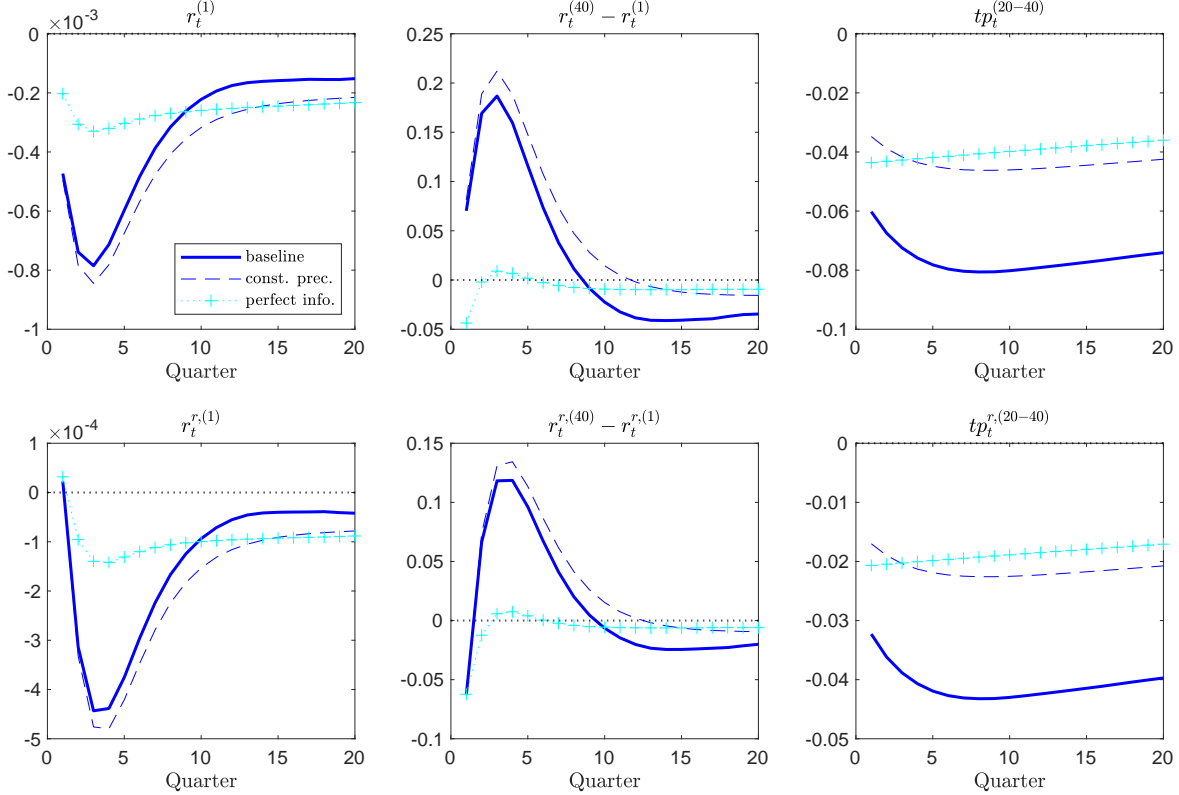 r_t^{(1)}
×10^{-3}
0
-0.2
-0.4
-0.6
-0.8
-1
baseline
const. prec.
perfect info.
0 5 10 15 20
Quarter
r_t^{(40)} − r_t^{(1)}
0.25
0.2
0.15
0.1
0.05
0
-0.05
0 5 10 15 20
Quarter
tp_t^{(20−40)}
0
-0.02
-0.04
-0.06
-0.08
-0.1
0 5 10 15 20
Quarter
r_t^{r,(1)}
×10^{-4}
1
0
-1
-2
-3
-4
-5
0 5 10 15 20
Quarter
r_t^{r,(40)} − r_t^{r,(1)}
0.15
0.1
0.05
0
-0.05
-0.1
0 5 10 15 20
Quarter
tp_t^{r,(20−40)}
0
-0.01
-0.02
-0.03
-0.04
-0.05
0 5 10 15 20
Quarter